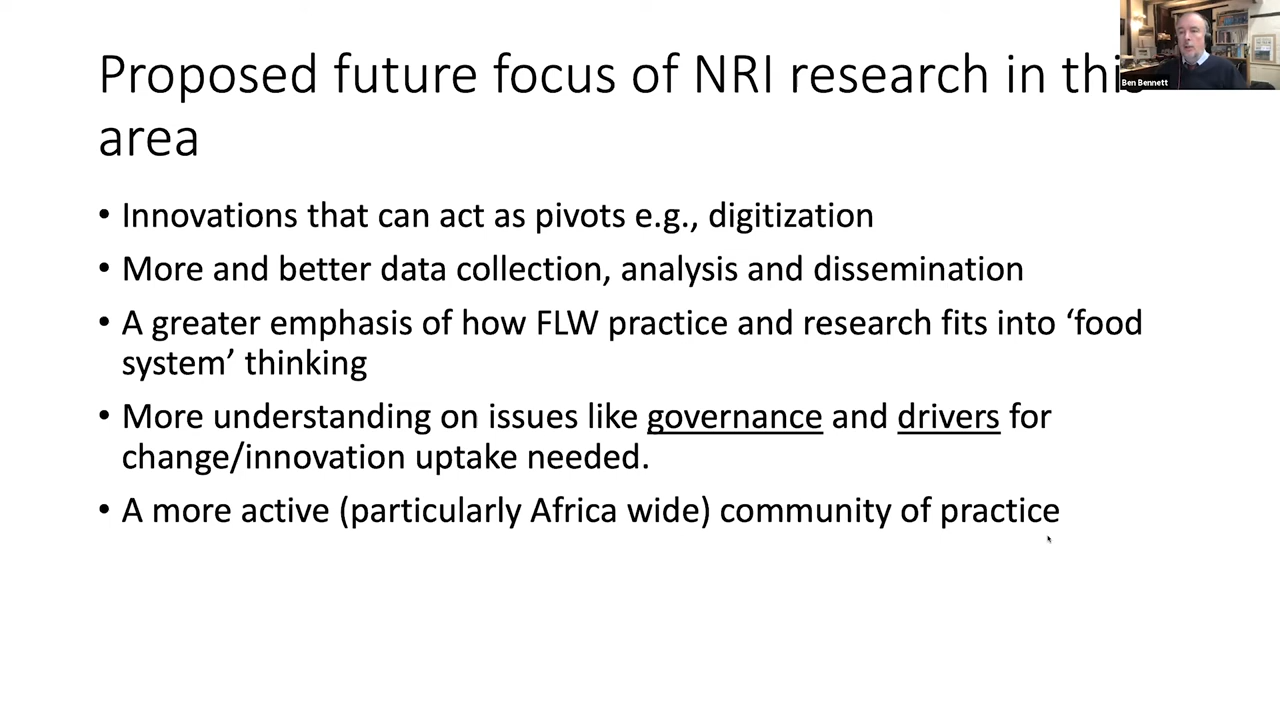 Proposed future focus of NRI research in this
area
• Innovations that can act as pivots e.g., digitization
• More and better data collection, analysis and dissemination
• A greater emphasis of how FLW practice and research fits into ‘food
system’ thinking
• More understanding on issues like governance and drivers for
change/innovation uptake needed.
• A more active (particularly Africa wide) community of practice
Ben Bennett